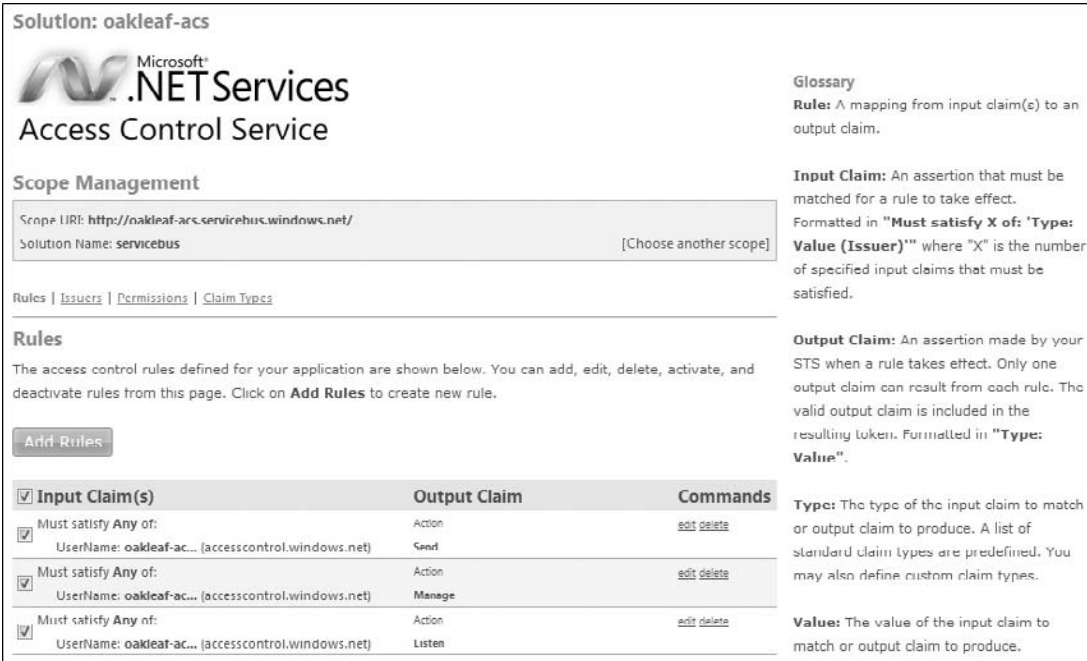 Solution: oakleaf-acs
Microsoft®
.NET Services
Access Control Service
Scope Management
Scope URI: http://oakleaf-acs.servicebus.windows.net/
Solution Name: servicebus
[Choose another scope]
Rules | Issuers | Permissions | Claim Types
Rules
The access control rules defined for your application are shown below. You can add, edit, delete, activate, and
deactivate rules from this page. Click on Add Rules to create new rule.
Add Rules
Input Claim(s) Output Claim Commands
Must satisfy Any of: Action edit delete
UserName: oakleaf-ac... (accesscontrol.windows.net) Send
Must satisfy Any of: Action edit delete
UserName: oakleaf-ac... (accesscontrol.windows.net) Manage
Must satisfy Any of: Action edit delete
UserName: oakleaf-ac... (accesscontrol.windows.net) Listen
Glossary
Rule: A mapping from input claim(s) to an
output claim.
Input Claim: An assertion that must be
matched for a rule to take effect.
Formatted in "Must satisfy X of: 'Type:
Value (Issuer)'" where "X" is the number
of specified input claims that must be
satisfied.
Output Claim: An assertion made by your
STS when a rule takes effect. Only one
output claim can result from each rule. The
valid output claim is included in the
resulting token. Formatted in "Type:
Value".
Type: The type of the input claim to match
or output claim to produce. A list of
standard claim types are predefined. You
may also define custom claim types.
Value: The value of the input claim to
match or output claim to produce.